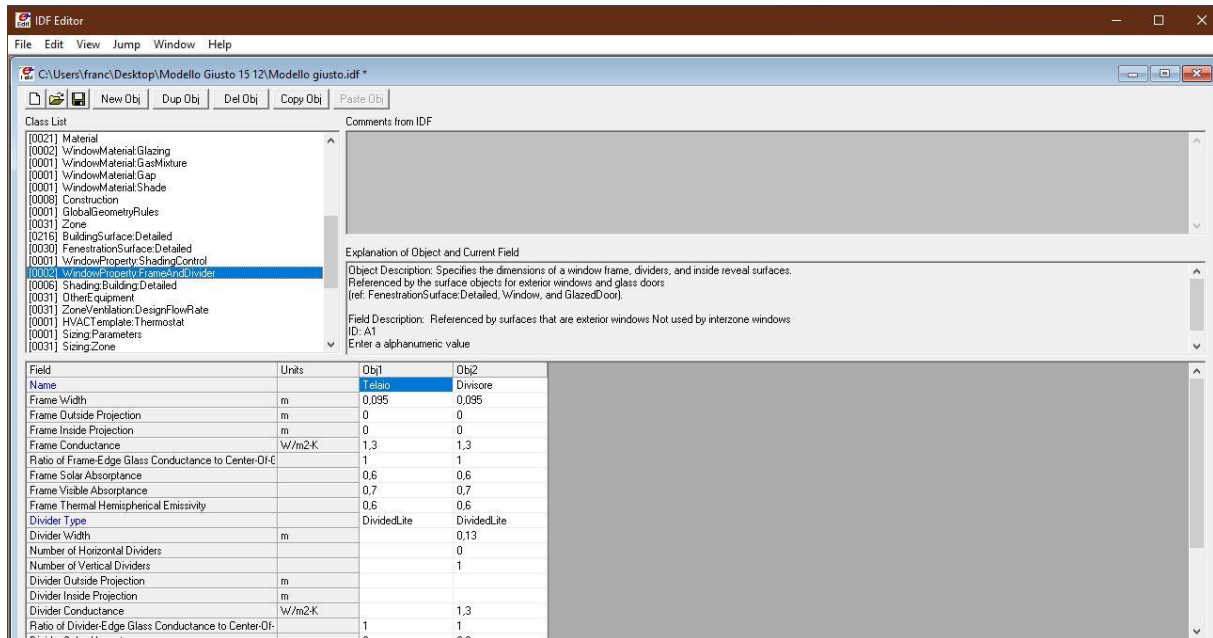 IDF Editor
File Edit View Jump Window Help
C:\Users\franc\Desktop\Modello Giusto 15 12\Modello giusto.idf *
New Obj Dup Obj Del Obj Copy Obj Paste Obj
Class List
Comments from IDF
[0021] Material
[0002] WindowMaterial:Glazing
[0001] WindowMaterial:GasMixture
[0001] WindowMaterial:Gap
[0001] WindowMaterial:Shade
[0008] Construction
[0001] GlobalGeometryRules
[0031] Zone
[0216] BuildingSurface:Detailed
[0030] FenestrationSurface:Detailed
[0001] WindowProperty:ShadingControl
[0002] WindowProperty:FrameAndDivider
[0006] Shading:Building:Detailed
[0031] OtherEquipment
[0031] ZoneVentilation:DesignFlowRate
[0001] HVACTemplate:Thermostat
[0001] Sizing:Parameters
[0031] Sizing:Zone
Explanation of Object and Current Field
Object Description: Specifies the dimensions of a window frame, dividers, and inside reveal surfaces.
Referenced by the surface objects for exterior windows and glass doors
(ref: FenestrationSurface:Detailed, Window, and GlazedDoor).
Field Description: Referenced by surfaces that are exterior windows Not used by interzone windows
ID: A1
Enter a alphanumeric value
Field Units Obj1 Obj2
Name Telaio Divisore
Frame Width m 0,095 0,095
Frame Outside Projection m 0 0
Frame Inside Projection m 0 0
Frame Conductance W/m2-K 1,3 1,3
Ratio of Frame-Edge Glass Conductance to Center-Of- 1 1
Frame Solar Absorptance 0,6 0,6
Frame Visible Absorptance 0,7 0,7
Frame Thermal Hemispherical Emissivity 0,6 0,6
Divider Type DividedLite DividedLite
Divider Width m 0,13
Number of Horizontal Dividers 0
Number of Vertical Dividers 1
Divider Outside Projection m
Divider Inside Projection m
Divider Conductance W/m2-K 1,3
Ratio of Divider-Edge Glass Conductance to Center-Of- 1 1